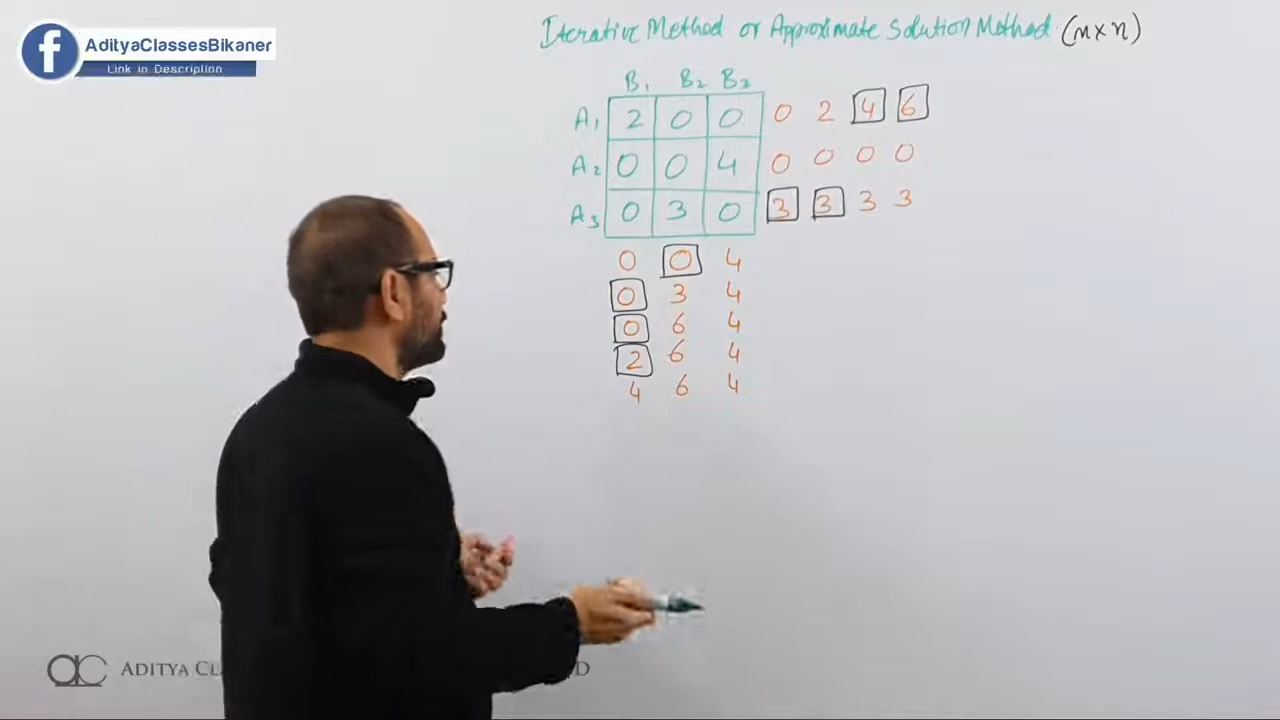 AdityaClassesBikaner
Link in Description
Iterative Method or Approximate Solution Method (n×n)
B₁ B₂ B₃
A₁ 2 0 0 0 2 4 6
A₂ 0 0 4 0 0 0 0
A₃ 0 3 0 3 3 3 3
0 0 4
0 3 4
0 6 4
2 6 4
4 6 4
ac ADITYA CL D